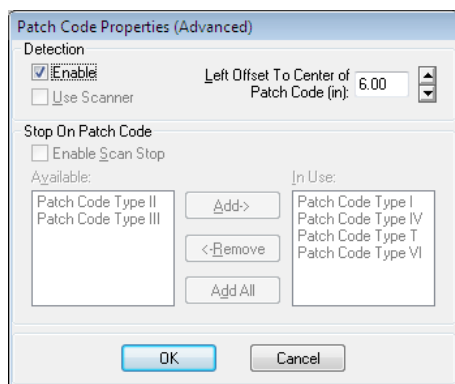 Patch Code Properties (Advanced)
Detection
Enable
Left Offset To Center of
Patch Code (in): 6.00
Use Scanner
Stop On Patch Code
Enable Scan Stop
Available:
In Use:
Patch Code Type II
Patch Code Type III
Add->
<-Remove
Add All
Patch Code Type I
Patch Code Type IV
Patch Code Type T
Patch Code Type VI
OK
Cancel